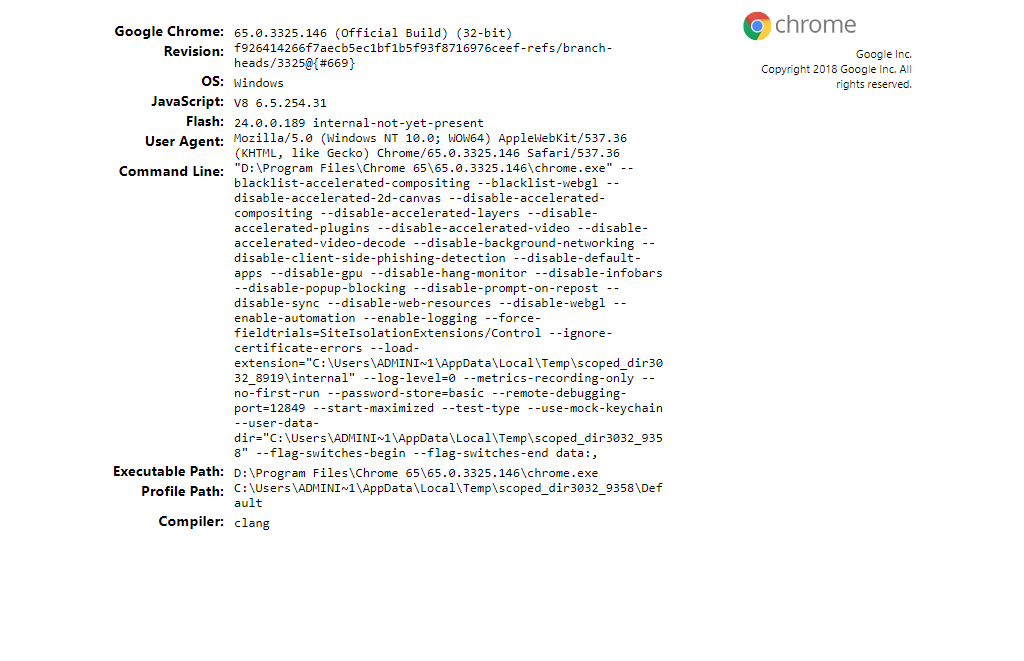 Google Chrome: 65.0.3325.146 (Official Build) (32-bit)
Revision: f926414266f7aecb5ec1bf1b5f93f8716976ceef-refs/branch-
heads/3325@{#669}
OS: Windows
JavaScript: V8 6.5.254.31
Flash: 24.0.0.189 internal-not-yet-present
User Agent: Mozilla/5.0 (Windows NT 10.0; WOW64) AppleWebKit/537.36
(KHTML, like Gecko) Chrome/65.0.3325.146 Safari/537.36
Command Line: "D:\Program Files\Chrome 65\65.0.3325.146\chrome.exe" --
blacklist-accelerated-compositing --blacklist-webgl --
disable-accelerated-2d-canvas --disable-accelerated-
compositing --disable-accelerated-layers --disable-
accelerated-plugins --disable-accelerated-video --disable-
accelerated-video-decode --disable-background-networking --
disable-client-side-phishing-detection --disable-default-
apps --disable-gpu --disable-hang-monitor --disable-infobars
--disable-popup-blocking --disable-prompt-on-repost --
disable-sync --disable-web-resources --disable-webgl --
enable-automation --enable-logging --force-
fieldtrials=SiteIsolationExtensions/Control --ignore-
certificate-errors --load-
extension="C:\Users\ADMINI~1\AppData\Local\Temp\scoped_dir30
32_8919\internal" --log-level=0 --metrics-recording-only --
no-first-run --password-store=basic --remote-debugging-
port=12849 --start-maximized --test-type --use-mock-keychain
--user-data-
dir="C:\Users\ADMINI~1\AppData\Local\Temp\scoped_dir3032_935
8" --flag-switches-begin --flag-switches-end data:,
Executable Path: D:\Program Files\Chrome 65\65.0.3325.146\chrome.exe
Profile Path: C:\Users\ADMINI~1\AppData\Local\Temp\scoped_dir3032_9358\Def
ault
Compiler: clang
chrome
Google Inc.
Copyright 2018 Google Inc. All
rights reserved.